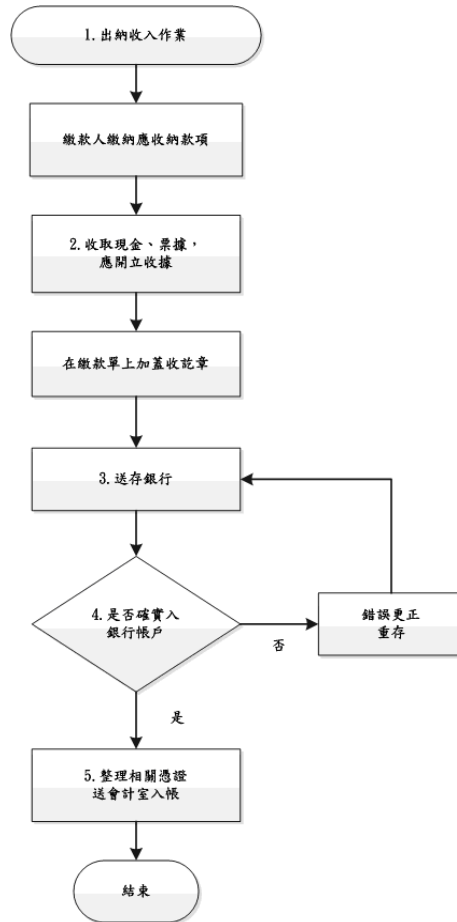 1.出納收入作業
繳款人繳納應收納款項
2.收取現金、票據，
應開立收據
在繳款單上加蓋收訖章
3.送存銀行
4.是否確實入
銀行帳戶
否
錯誤更正
重存
是
5.整理相關憑證
送會計室入帳
結束